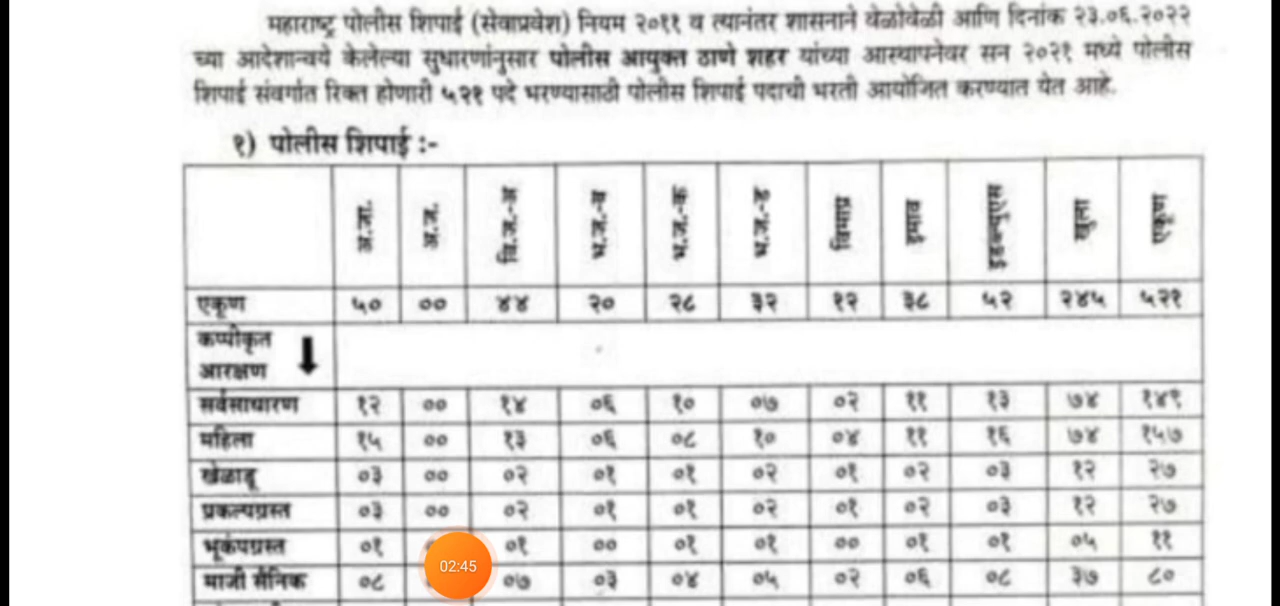 महाराष्ट्र पोलीस शिपाई (सेवाप्रवेश) नियम २०११ व त्यानंतर शासनाने वेळोवेळी आणि दिनांक २३.०६.२०२२
च्या आदेशान्वये केलेल्या सुधारणांनुसार पोलीस आयुक्त ठाणे शहर यांच्या आस्थापनेवर सन २०२१ मध्ये पोलीस
शिपाई संवर्गात रिक्त होणारी ५२१ पदे भरण्यासाठी पोलीस शिपाई पदाची भरती आयोजित करण्यात येत आहे.
१) पोलीस शिपाई :-
अ.जा. अ.ज. वि.ज.-अ भ.ज.-ब भ.ज.-क भ.ज.-ड विमाप्र इमाव इडब्ल्युएस खुला एकूण
एकूण ५० ०० ४४ २० २८ ३२ १२ ३८ ५२ २४५ ५२१
कप्पीकृत
आरक्षण
सर्वसाधारण १२ ०० १४ ०६ १० ०७ ०२ ११ १३ ७४ १४९
महिला १५ ०० १३ ०६ ०८ १० ०४ ११ १६ ७४ १५७
खेळाडू ०३ ०० ०२ ०१ ०१ ०२ ०१ ०२ ०३ १२ २७
प्रकल्पग्रस्त ०३ ०० ०२ ०१ ०१ ०२ ०१ ०२ ०३ १२ २७
भूकंपग्रस्त ०१ ०१ ०० ०१ ०१ ०० ०१ ०१ ०५ ११
माजी सैनिक ०८ ०७ ०३ ०४ ०५ ०२ ०६ ०८ ३७ ८०
02:45